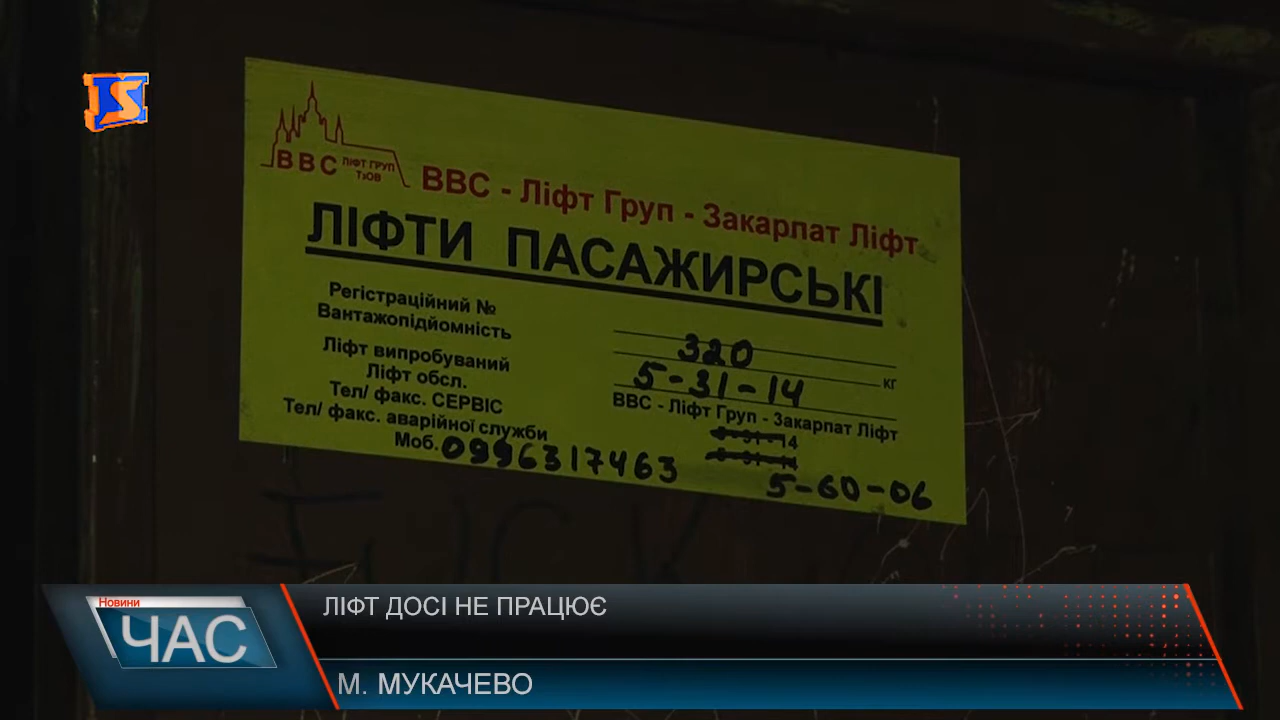 ВВС ЛІФТ ГРУП
ТзОВ
ВВС - Ліфт Груп - Закарпат Ліфт
ЛІФТИ ПАСАЖИРСЬКІ
Регістраційний №
Вантажопідйомність 320 кг
Ліфт випробуваний 5-31-14
Ліфт обсл. ВВС - Ліфт Груп - Закарпат Ліфт
Тел/ факс. СЕРВІС
Тел/ факс. аварійної служби
Моб. 0996317463 5-60-06
Новини
ЧАС
ЛІФТ ДОСІ НЕ ПРАЦЮЄ
М. МУКАЧЕВО